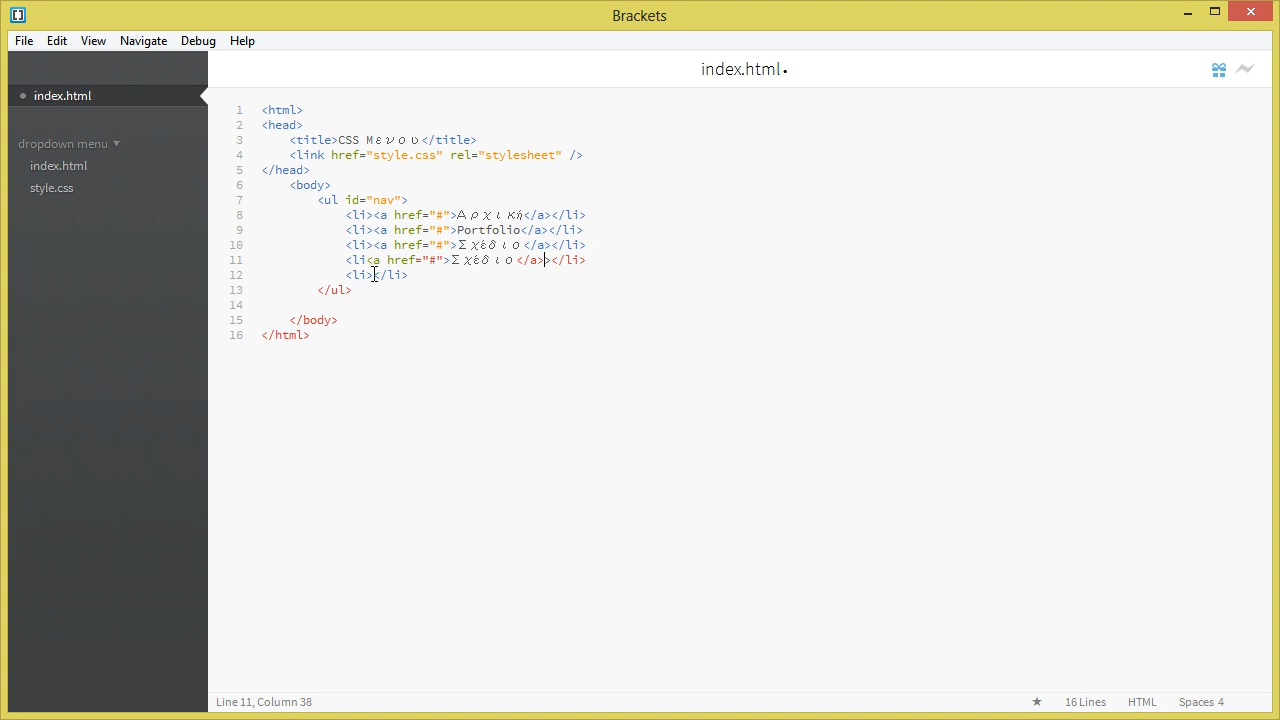 Brackets
File Edit View Navigate Debug Help
index.html •
index.html
dropdown menu
index.html
style.css
1 <html>
2 <head>
3 <title>CSS Μενου</title>
4 <link href="style.css" rel="stylesheet" />
5 </head>
6 <body>
7 <ul id="nav">
8 <li><a href="#">Αρχική</a></li>
9 <li><a href="#">Portfolio</a></li>
10 <li><a href="#">Σχέδιο</a></li>
11 <li<a href="#">Σχέδιο</a>></li>
12 <li></li>
13 </ul>
14
15 </body>
16 </html>
Line 11, Column 38
16 Lines HTML Spaces 4